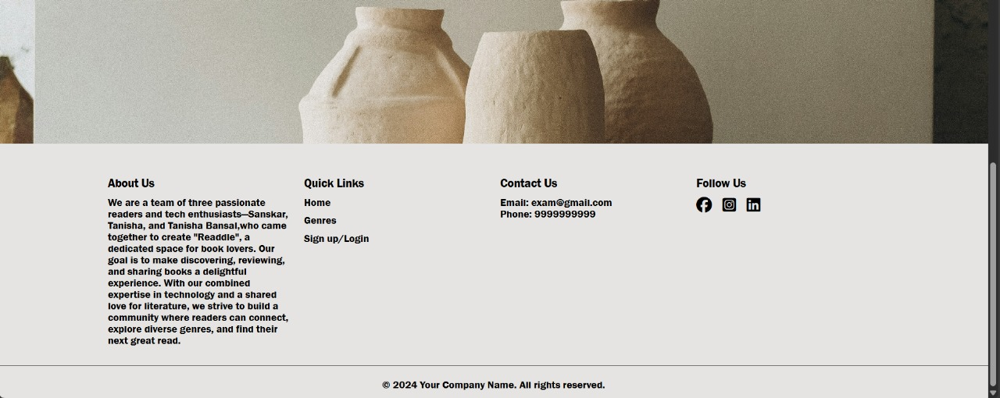 About Us
We are a team of three passionate
readers and tech enthusiasts—Sanskar,
Tanisha, and Tanisha Bansal,who came
together to create "Readdle", a
dedicated space for book lovers. Our
goal is to make discovering, reviewing,
and sharing books a delightful
experience. With our combined
expertise in technology and a shared
love for literature, we strive to build a
community where readers can connect,
explore diverse genres, and find their
next great read.
Quick Links
Home
Genres
Sign up/Login
Contact Us
Email: exam@gmail.com
Phone: 9999999999
Follow Us
© 2024 Your Company Name. All rights reserved.